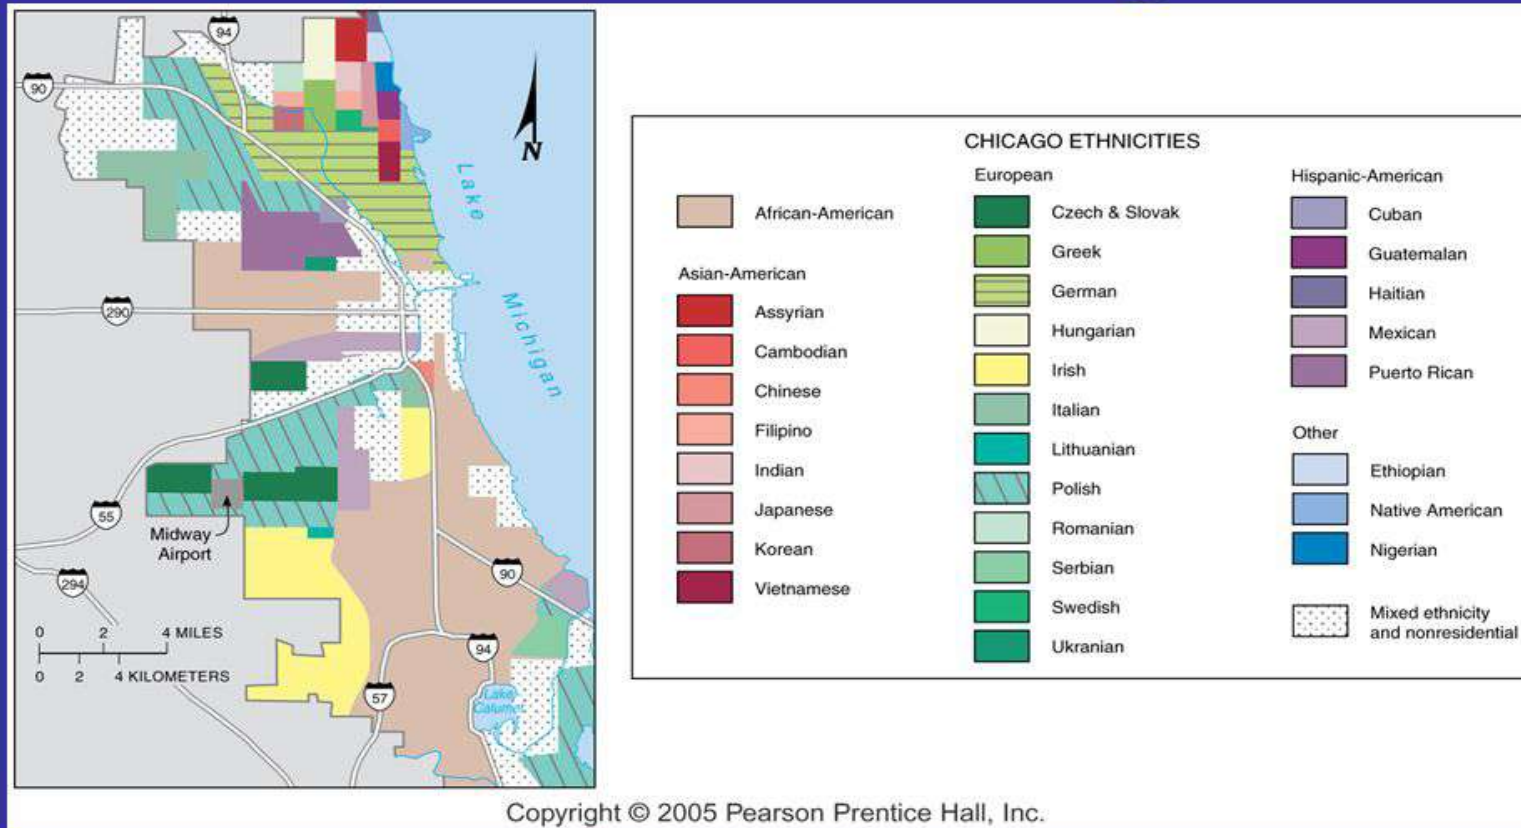 94
90
N
Lake
Michigan
290
55
Midway
Airport
294
90
0 2 4 MILES
0 2 4 KILOMETERS
94
57
Lake
Calumet
CHICAGO ETHNICITIES
African-American
Asian-American
Assyrian
Cambodian
Chinese
Filipino
Indian
Japanese
Korean
Vietnamese
European
Czech & Slovak
Greek
German
Hungarian
Irish
Italian
Lithuanian
Polish
Romanian
Serbian
Swedish
Ukranian
Hispanic-American
Cuban
Guatemalan
Haitian
Mexican
Puerto Rican
Other
Ethiopian
Native American
Nigerian
Mixed ethnicity
and nonresidential
Copyright © 2005 Pearson Prentice Hall, Inc.